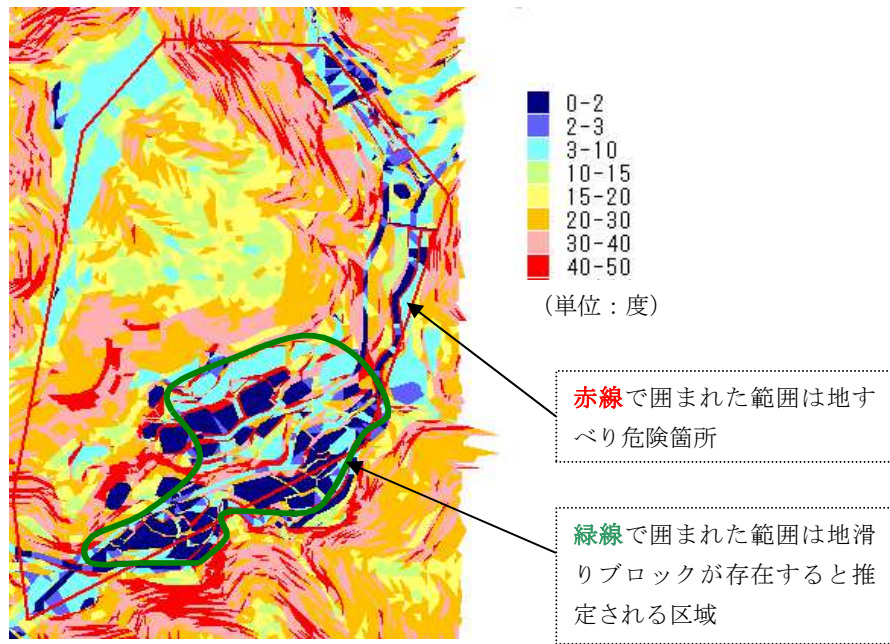 0-2
2-3
3-10
10-15
15-20
20-30
30-40
40-50
(単位：度)
赤線で囲まれた範囲は地す
べり危険箇所
緑線で囲まれた範囲は地滑
りブロックが存在すると推
定される区域